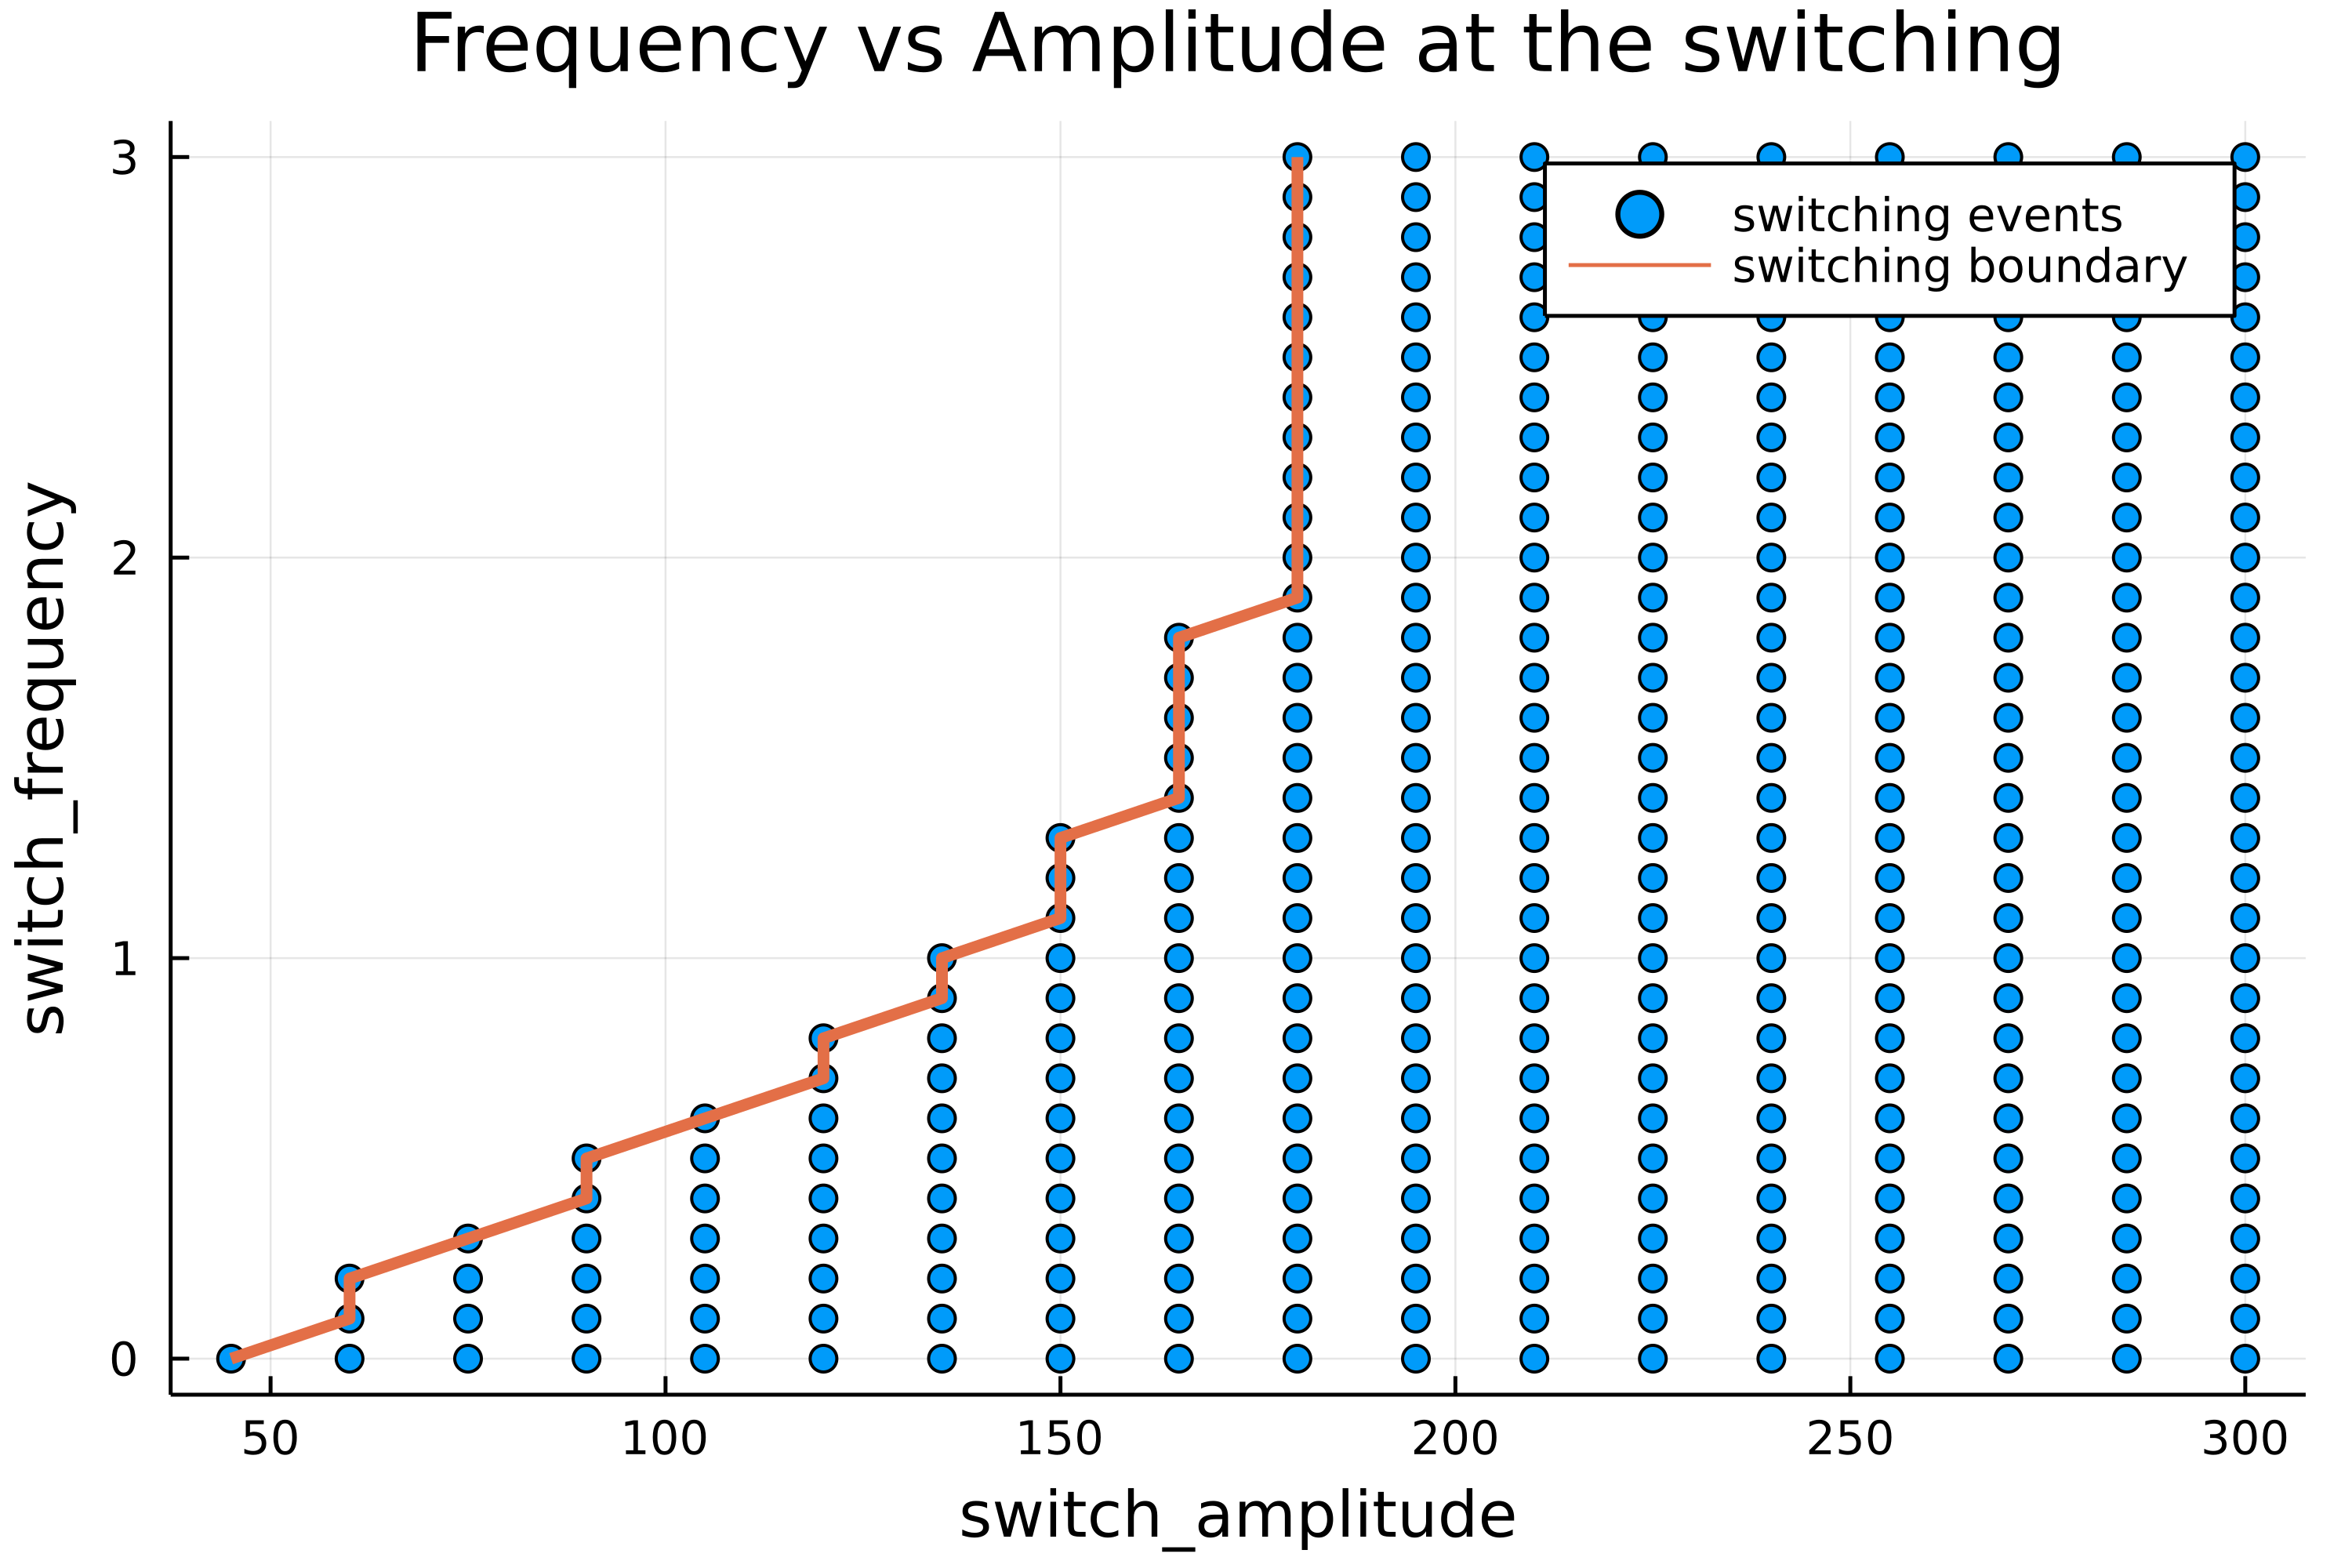 Frequency vs Amplitude at the switching
3
2
1
0
switch_frequency
switching events
switching boundary
50 100 150 200 250 300
switch_amplitude